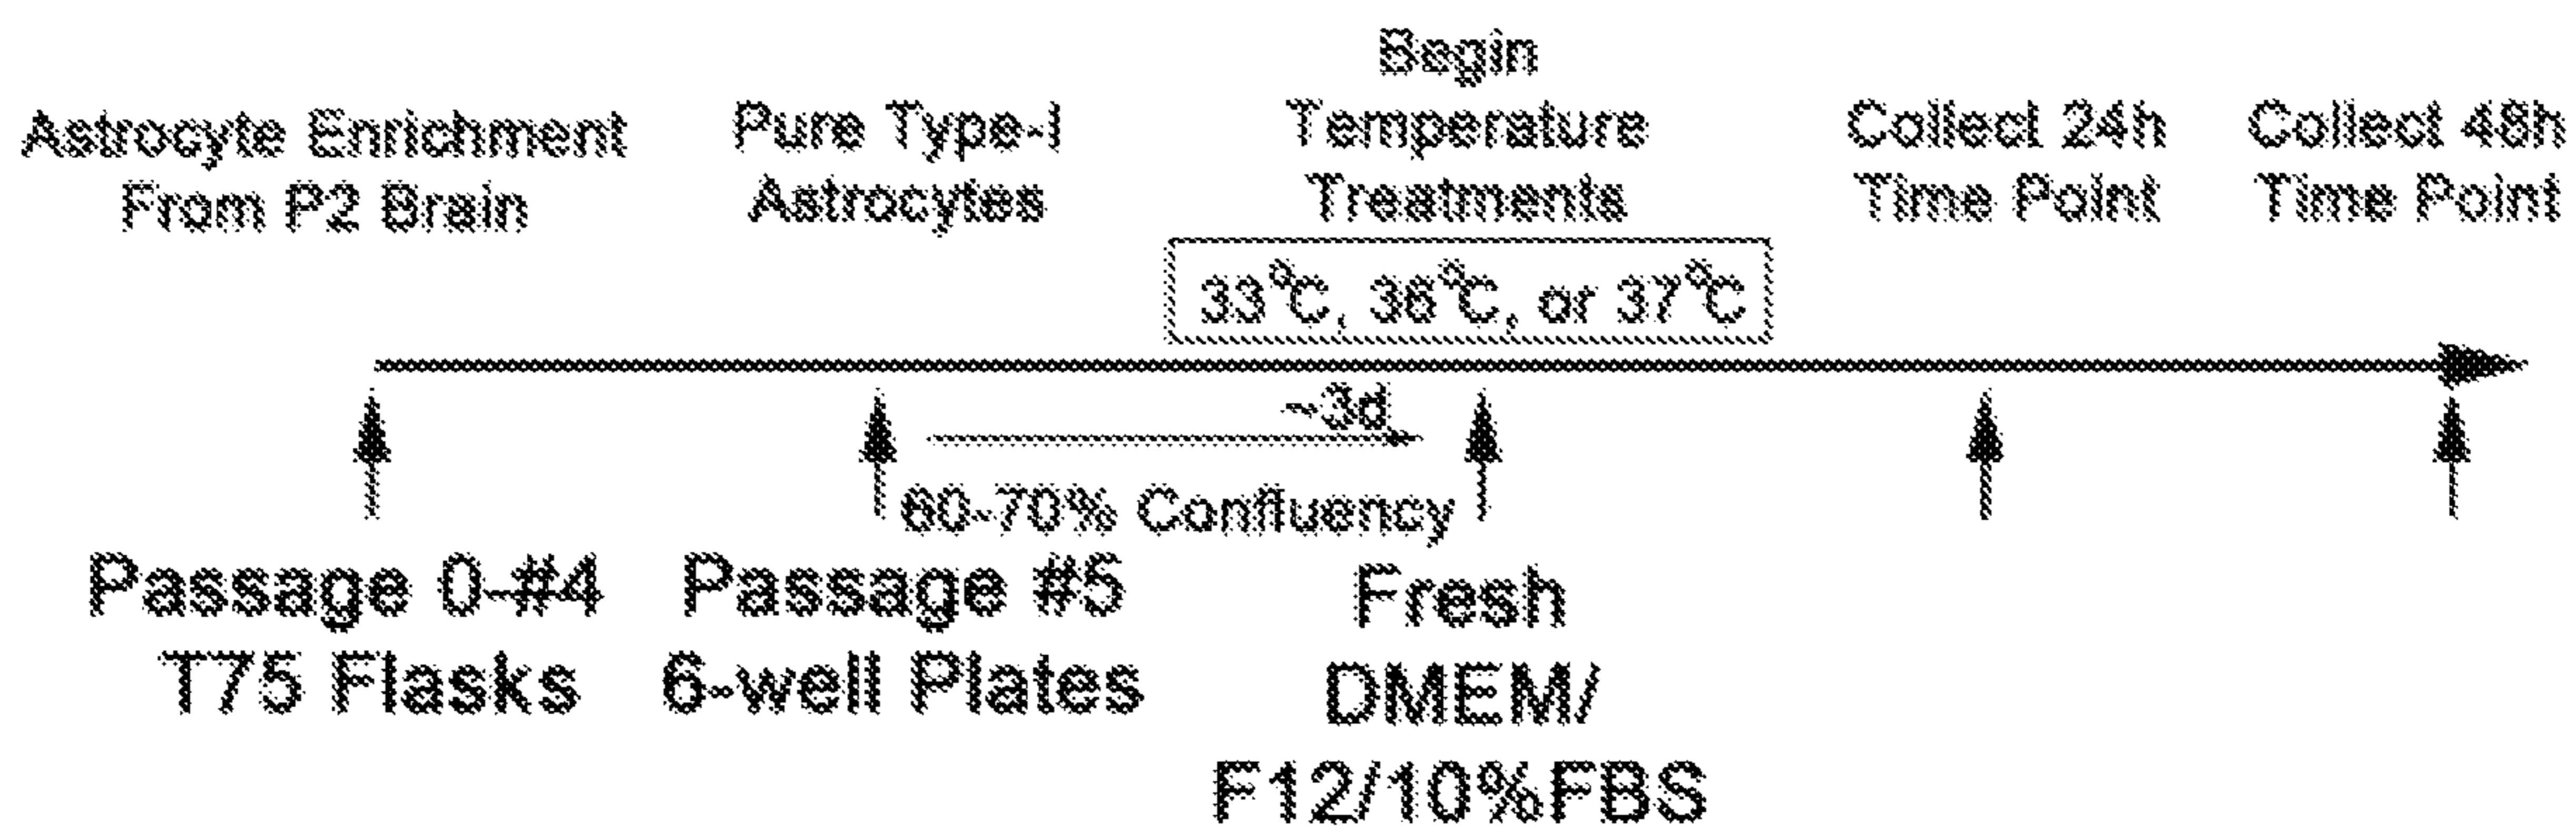 Astrocyte Enrichment
From P2 Brain
Pure Type-I
Astrocytes
Begin
Temperature
Treatments
33°C, 36°C, or 37°C
Collect 24h
Time Point
Collect 48h
Time Point
~3d
60-70% Confluency
Passage 0-#4
T75 Flasks
Passage #5
6-well Plates
Fresh
DMEM/
F12/10%FBS